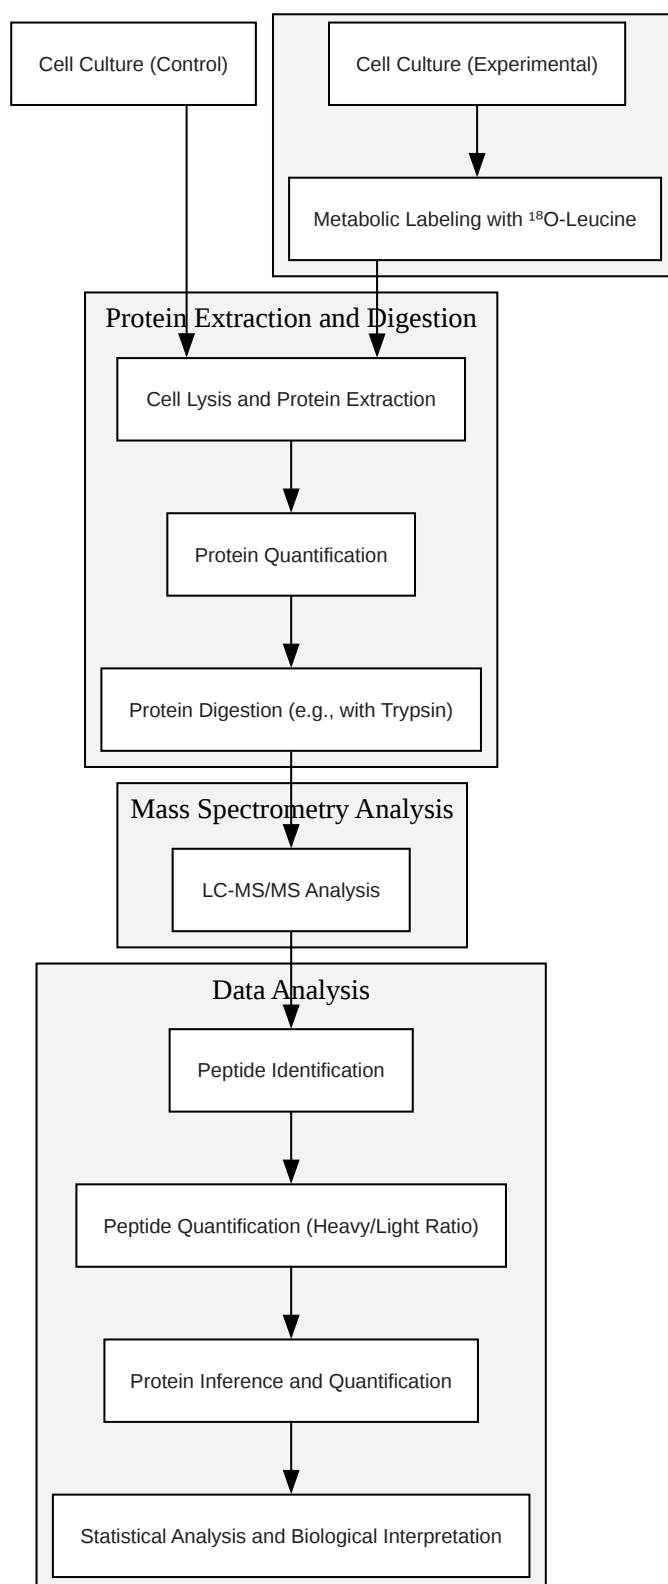 Cell Culture (Control)
Cell Culture (Experimental)
Metabolic Labeling with ¹⁸O-Leucine
Protein Extraction and Digestion
Cell Lysis and Protein Extraction
Protein Quantification
Protein Digestion (e.g., with Trypsin)
Mass Spectrometry Analysis
LC-MS/MS Analysis
Data Analysis
Peptide Identification
Peptide Quantification (Heavy/Light Ratio)
Protein Inference and Quantification
Statistical Analysis and Biological Interpretation